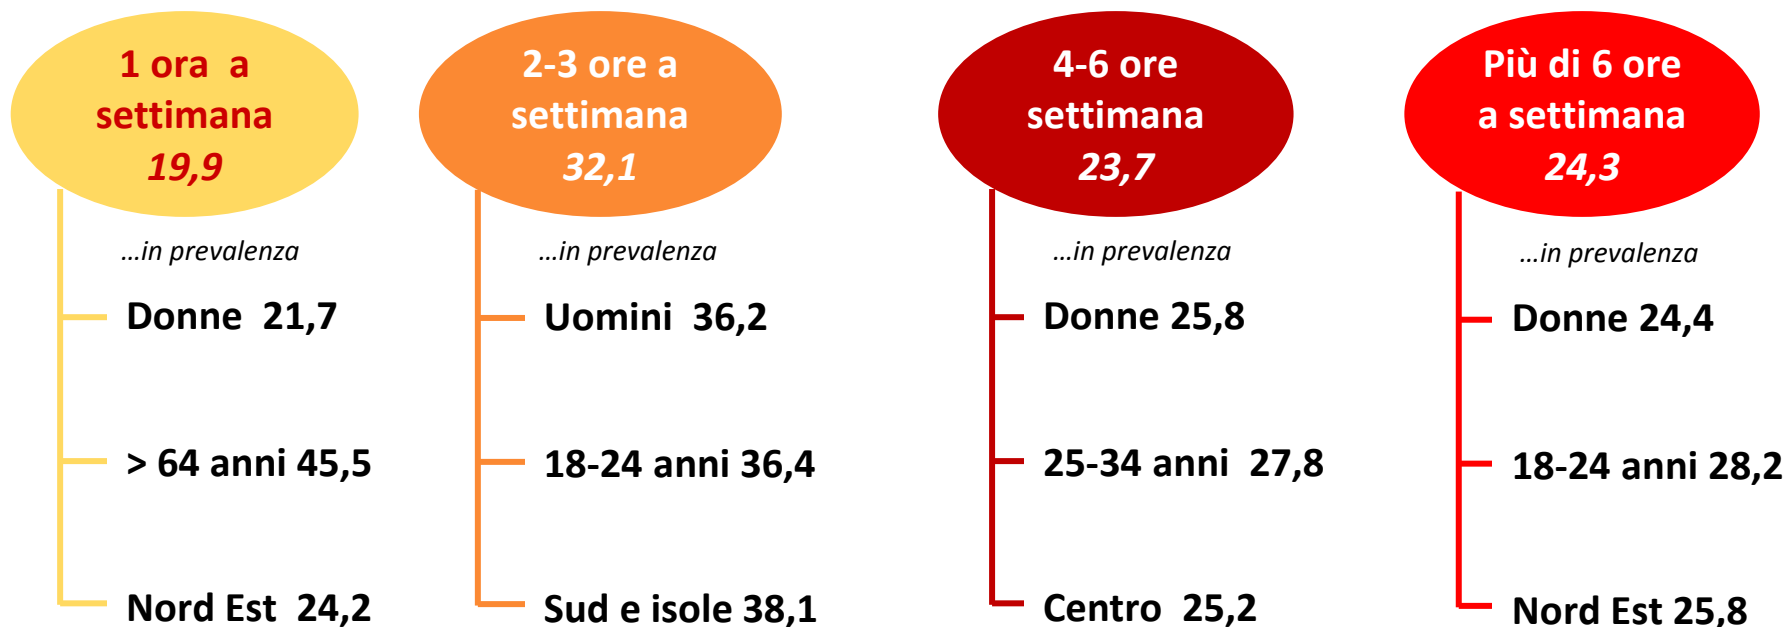 1 ora a
settimana
19,9
...in prevalenza
Donne 21,7
> 64 anni 45,5
Nord Est 24,2
2-3 ore a
settimana
32,1
...in prevalenza
Uomini 36,2
18-24 anni 36,4
Sud e isole 38,1
4-6 ore
settimana
23,7
...in prevalenza
Donne 25,8
25-34 anni 27,8
Centro 25,2
Più di 6 ore
a settimana
24,3
...in prevalenza
Donne 24,4
18-24 anni 28,2
Nord Est 25,8